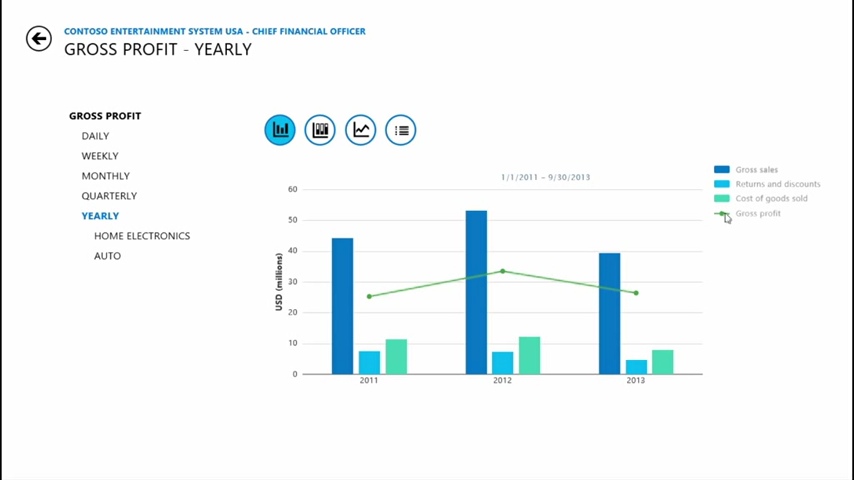 CONTOSO ENTERTAINMENT SYSTEM USA - CHIEF FINANCIAL OFFICER
GROSS PROFIT - YEARLY
GROSS PROFIT
DAILY
WEEKLY
MONTHLY
QUARTERLY
YEARLY
HOME ELECTRONICS
AUTO
1/1/2011 – 9/30/2013
Gross sales
Returns and discounts
Cost of goods sold
Gross profit
USD (millions)
60
50
40
30
20
10
0
2011 2012 2013